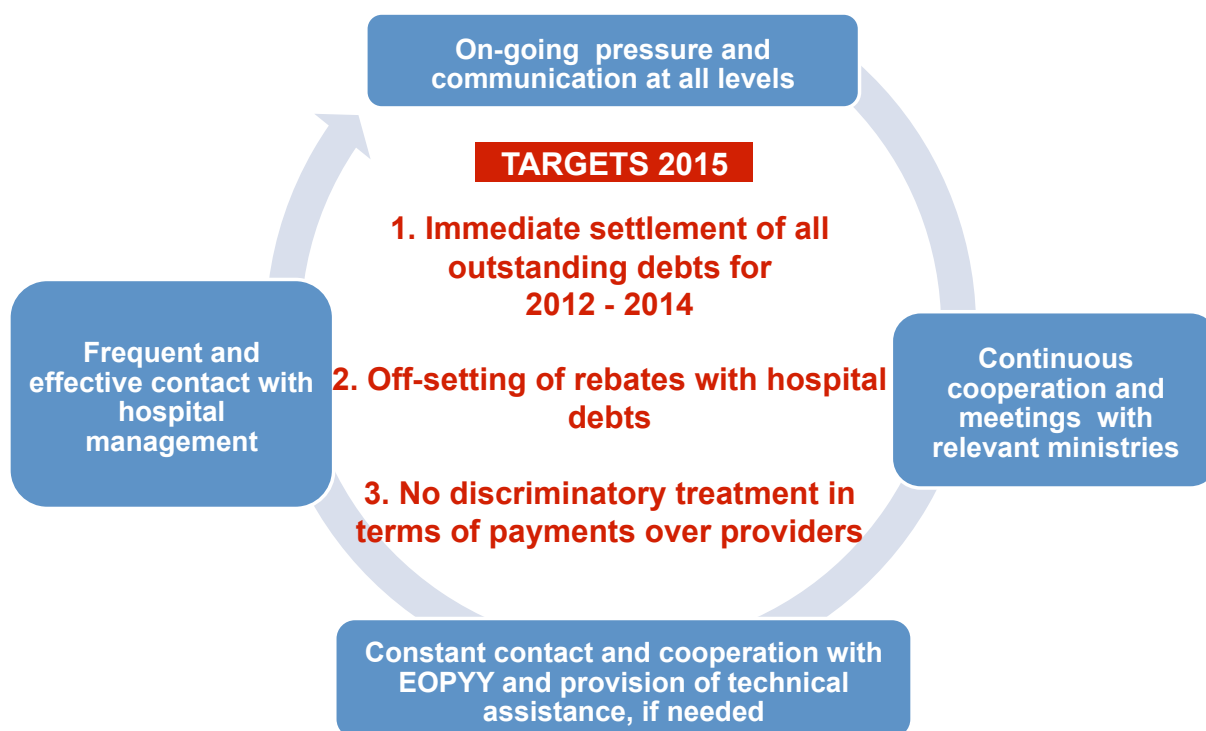 On-going pressure and
communication at all levels
TARGETS 2015
1. Immediate settlement of all
outstanding debts for
2012 - 2014
2. Off-setting of rebates with hospital
debts
3. No discriminatory treatment in
terms of payments over providers
Frequent and
effective contact with
hospital
management
Continuous
cooperation and
meetings with
relevant ministries
Constant contact and cooperation with
EOPYY and provision of technical
assistance, if needed